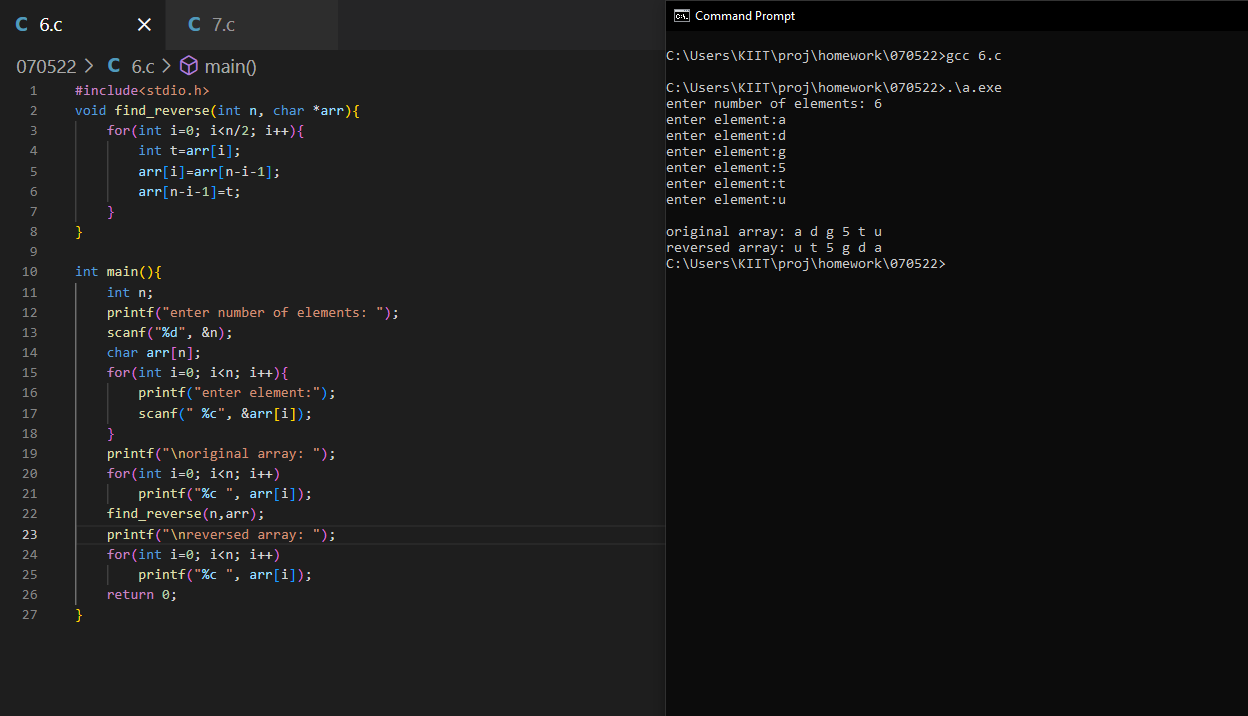 C 6.c × C 7.c
070522 > C 6.c > main()
1 #include<stdio.h>
2 void find_reverse(int n, char *arr){
3 for(int i=0; i<n/2; i++){
4 int t=arr[i];
5 arr[i]=arr[n-i-1];
6 arr[n-i-1]=t;
7 }
8 }
9
10 int main(){
11 int n;
12 printf("enter number of elements: ");
13 scanf("%d", &n);
14 char arr[n];
15 for(int i=0; i<n; i++){
16 printf("enter element:");
17 scanf(" %c", &arr[i]);
18 }
19 printf("\noriginal array: ");
20 for(int i=0; i<n; i++)
21 printf("%c ", arr[i]);
22 find_reverse(n,arr);
23 printf("\nreversed array: ");
24 for(int i=0; i<n; i++)
25 printf("%c ", arr[i]);
26 return 0;
27 }
Command Prompt
C:\Users\KIIT\proj\homework\070522>gcc 6.c
C:\Users\KIIT\proj\homework\070522>.\a.exe
enter number of elements: 6
enter element:a
enter element:d
enter element:g
enter element:5
enter element:t
enter element:u
original array: a d g 5 t u
reversed array: u t 5 g d a
C:\Users\KIIT\proj\homework\070522>